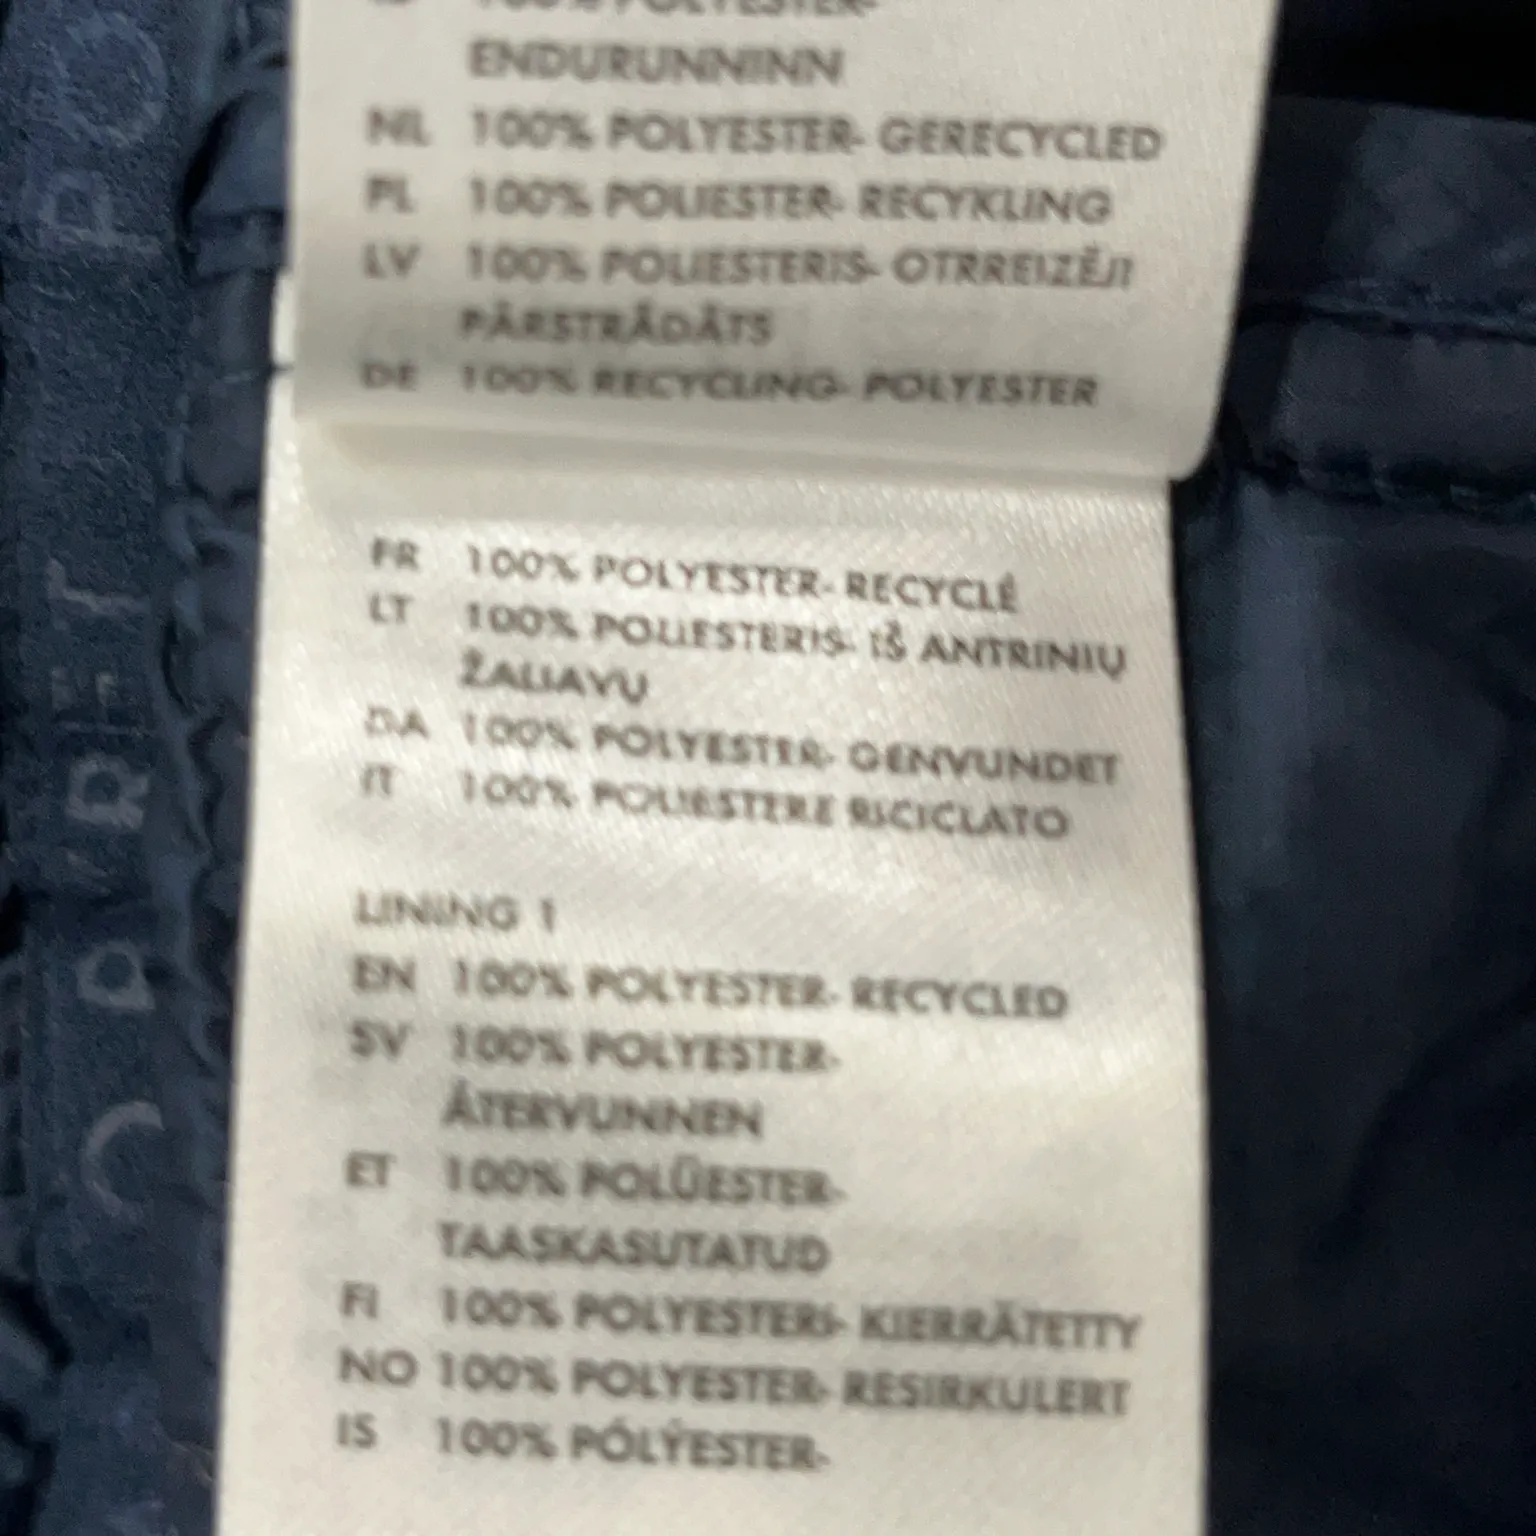 100% POLYESTER-
ENDURUNNINN
NL 100% POLYESTER- GERECYCLED
PL 100% POLIESTER- RECYKLING
LV 100% POLIESTERIS- OTRREIZĒJI
PĀRSTRĀDĀTS
DE 100% RECYCLING- POLYESTER
FR 100% POLYESTER- RECYCLÉ
LT 100% POLIESTERIS- IŠ ANTRINIŲ
ŽALIAVŲ
DA 100% POLYESTER- GENVUNDET
IT 100% POLIESTERE RICICLATO
LINING 1
EN 100% POLYESTER- RECYCLED
SV 100% POLYESTER-
ÅTERVUNNEN
ET 100% POLÜESTER-
TAASKASUTATUD
FI 100% POLYESTERI- KIERRÄTETTY
NO 100% POLYESTER- RESIRKULERT
IS 100% PÓLÝESTER-